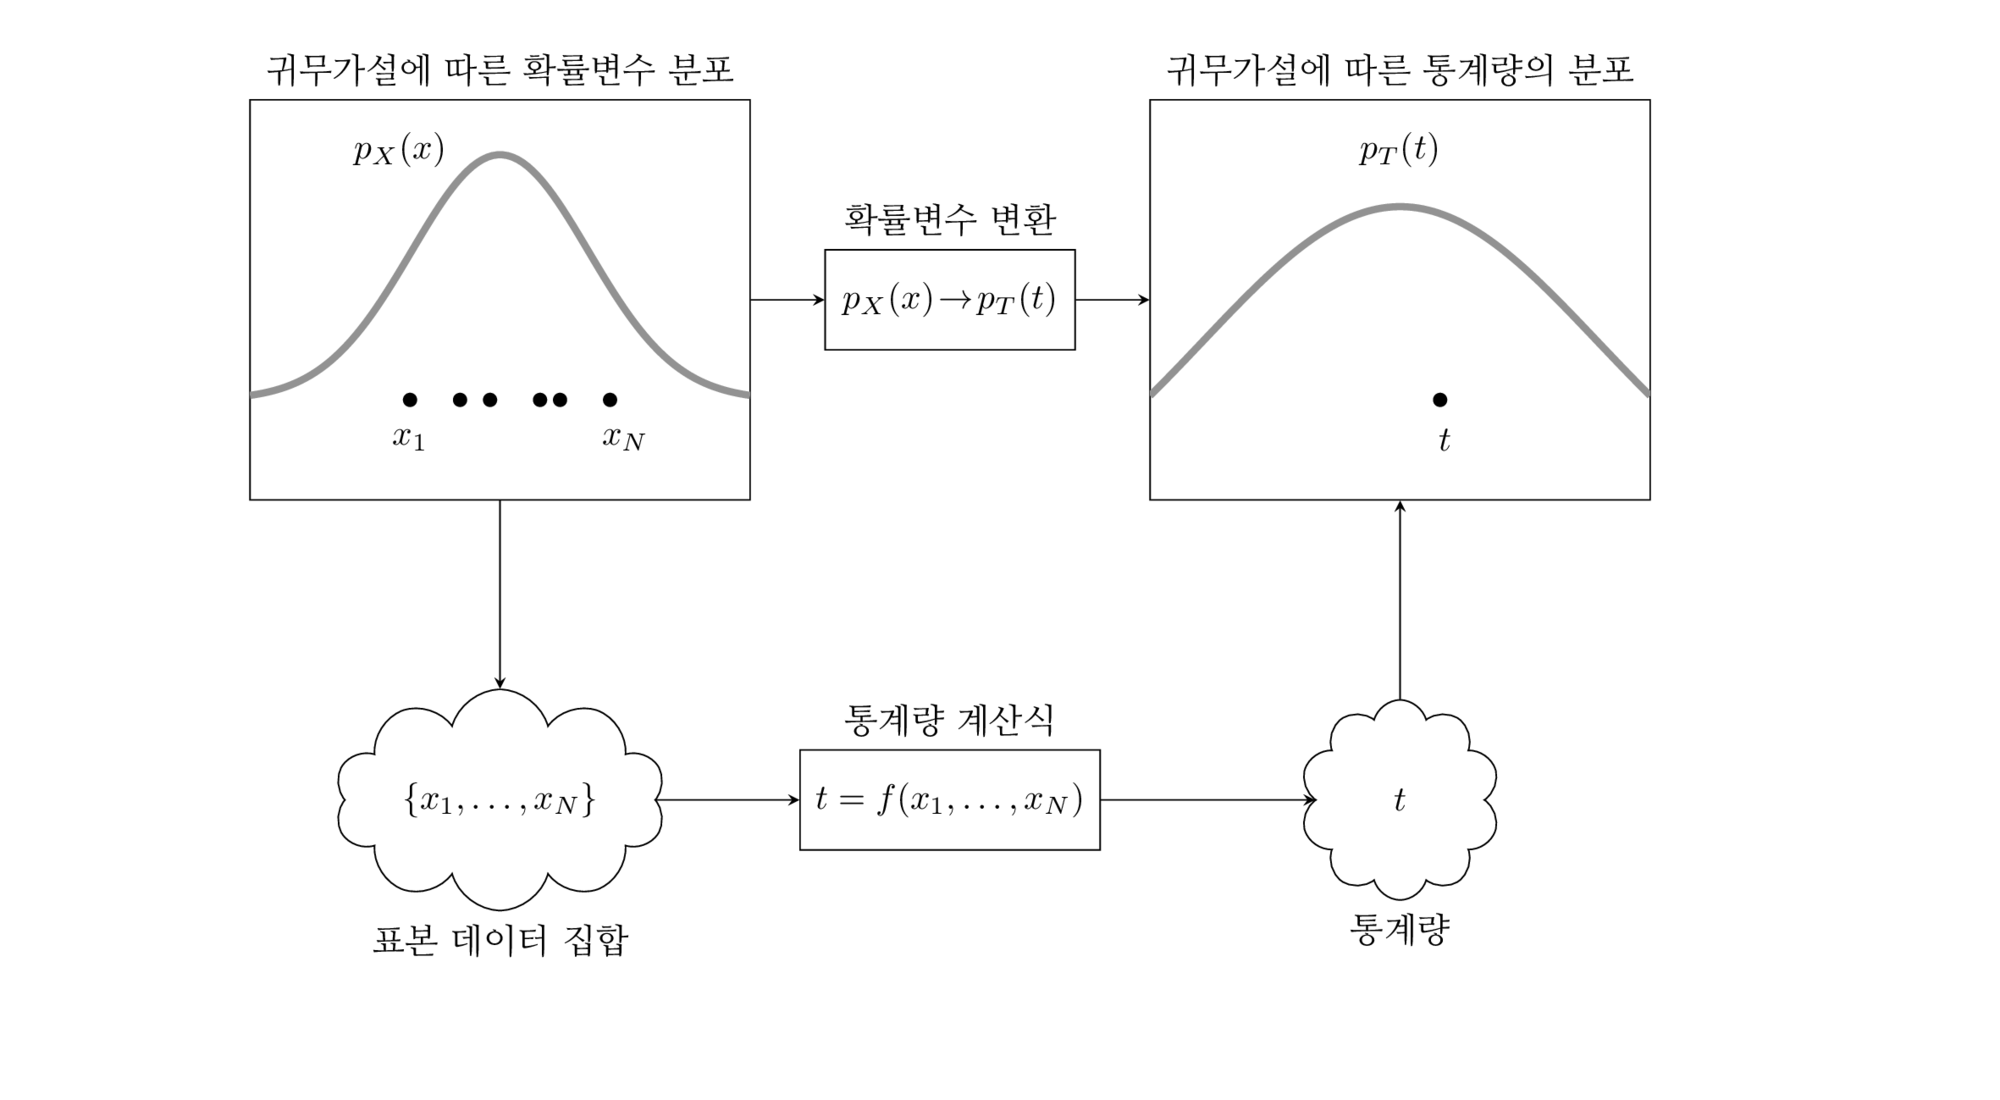 귀무가설에 따른 확률변수 분포
p_X(x)
x_1
x_N
확률변수 변환
p_X(x)→p_T(t)
귀무가설에 따른 통계량의 분포
p_T(t)
t
{x_1, . . . , x_N}
표본 데이터 집합
통계량 계산식
t = f(x_1, . . . , x_N)
t
통계량